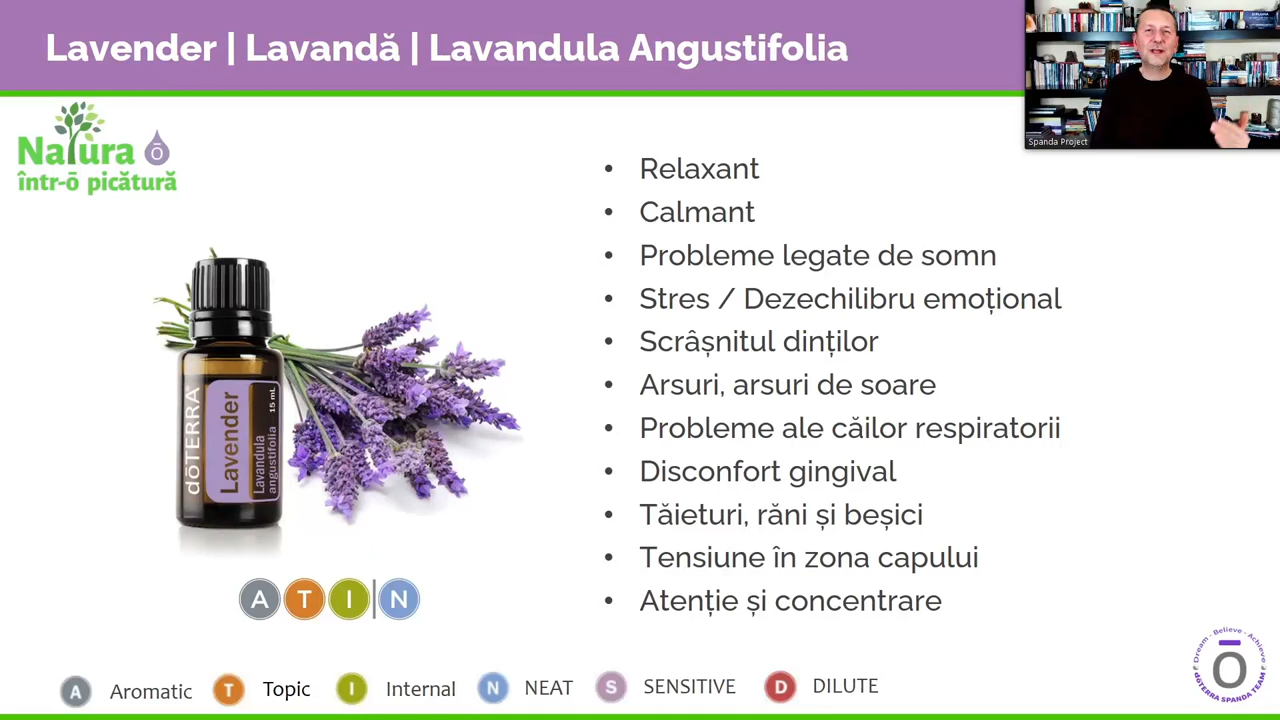 Lavender | Lavandă | Lavandula Angustifolia
Spanda Project
Natura ō
într-ō picătură
• Relaxant
• Calmant
• Probleme legate de somn
• Stres / Dezechilibru emoțional
• Scrâșnitul dinților
• Arsuri, arsuri de soare
• Probleme ale căilor respiratorii
• Disconfort gingival
• Tăieturi, răni și beșici
• Tensiune în zona capului
• Atenție și concentrare
dōTERRA
Lavender
15 mL
Lavandula
angustifolia
A T I | N
A Aromatic T Topic I Internal N NEAT S SENSITIVE D DILUTE
Dream - Believe - Achieve
Ō
dōTERRA SPANDA TEAM